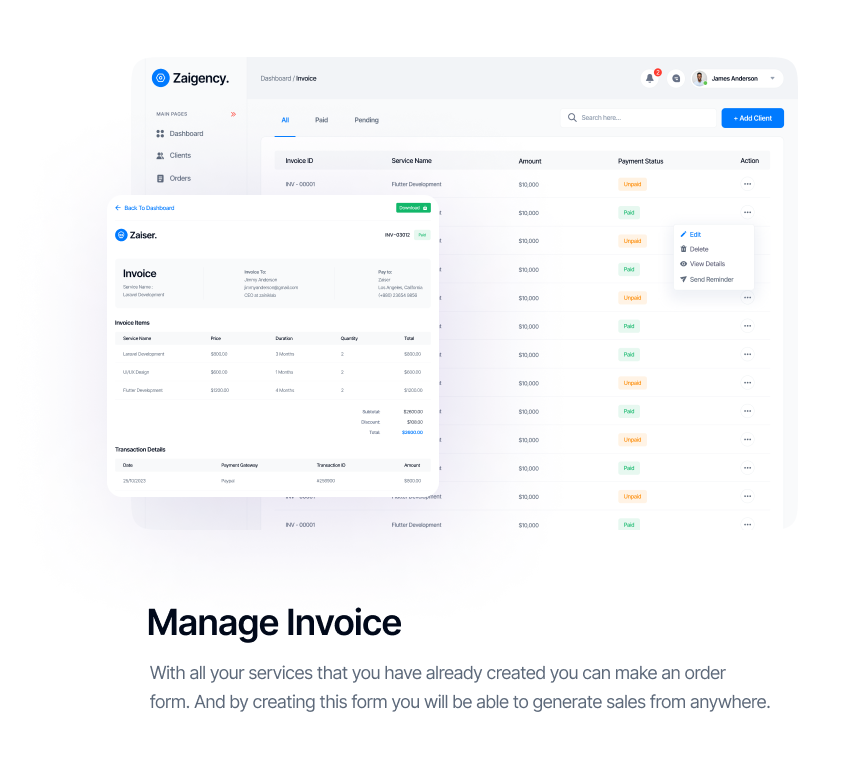 Zaigency.
Dashboard / Invoice
2
James Anderson
MAIN PAGES
Dashboard
Clients
Orders
All
Paid
Pending
Search here...
+ Add Client
Invoice ID Service Name Amount Payment Status Action
INV - 00001 Flutter Development $10,000 Unpaid
$10,000 Paid
$10,000 Unpaid
$10,000 Paid
$10,000 Unpaid
$10,000 Paid
$10,000 Paid
$10,000 Unpaid
$10,000 Paid
$10,000 Unpaid
$10,000 Paid
INV - 00001 Flutter Development $10,000 Unpaid
INV - 00001 Flutter Development $10,000 Paid
Edit
Delete
View Details
Send Reminder
Back To Dashboard
Download
Zaiser.
INV-03012 Paid
Invoice
Service Name :
Laravel Development
Invoice To:
Jimmy Anderson
jimmyanderson@gmail.com
CEO at
Pay to:
Zaiser
Los Angeles, California
Invoice Items
Service Name Price Duration Quantity Total
Laravel Development $800.00 3 Months 2 $800.00
UI/UX Design $600.00 1 Months 2 $600.00
Flutter Development $1200.00 4 Months 2 $1200.00
Subtotal: $2600.00
Discount:
Total: $2600.00
Transaction Details
Date Payment Gateway Transaction ID Amount
25/10/2023 Paypal $800.00
Manage Invoice
With all your services that you have already created you can make an order
form. And by creating this form you will be able to generate sales from anywhere.